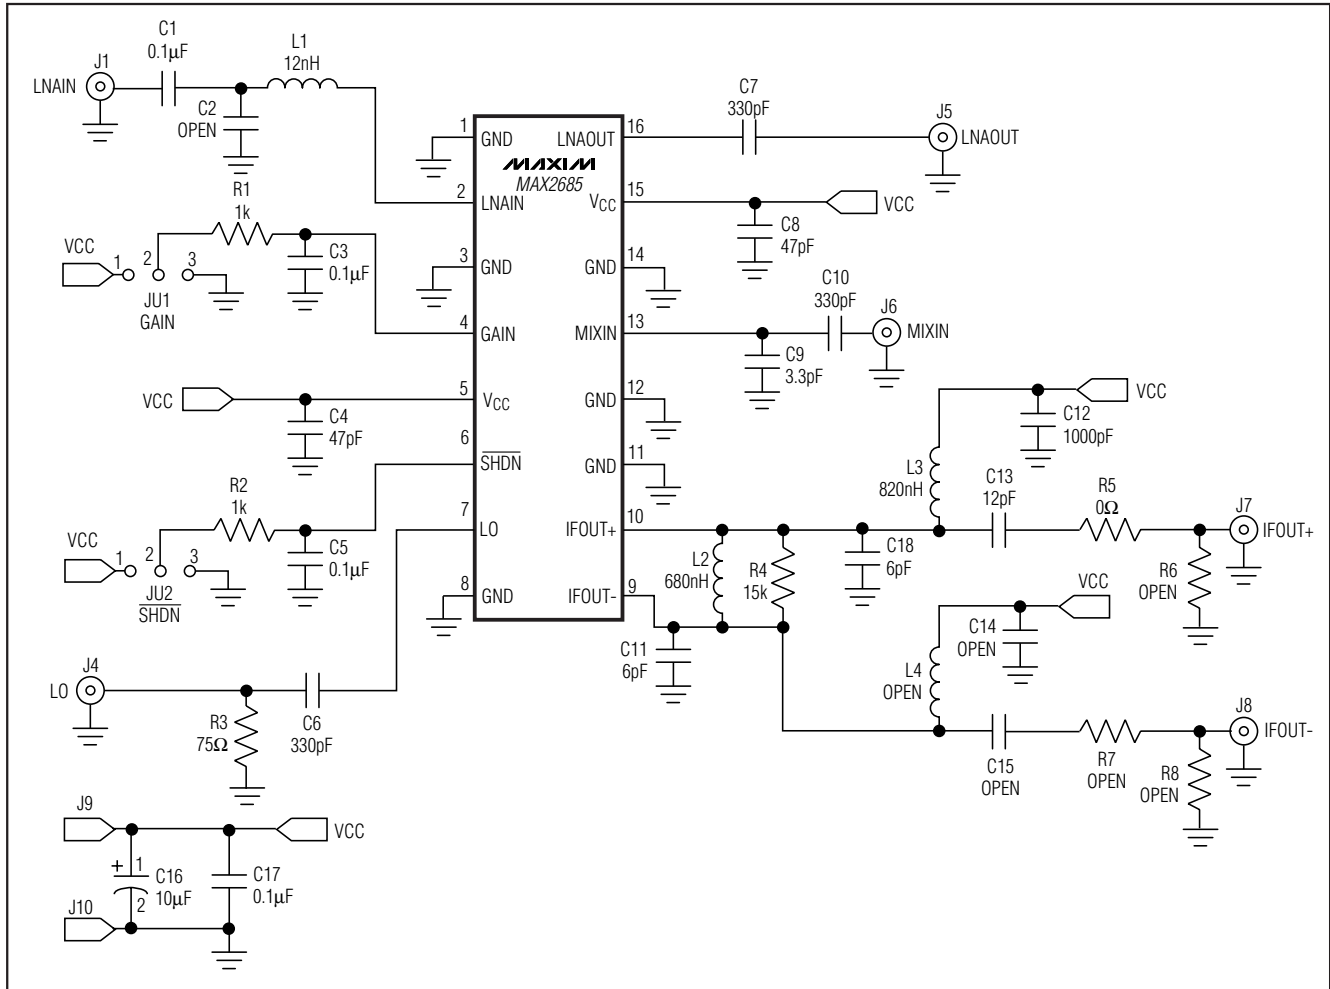 J1
LNAIN
C1
0.1μF
C2
OPEN
L1
12nH
R1
1k
VCC
1
2
3
JU1
GAIN
C3
0.1μF
VCC
C4
47pF
R2
1k
VCC
1
2
3
JU2
SHDN
C5
0.1μF
J4
LO
R3
75Ω
C6
330pF
J9
VCC
+
1
2
C16
10μF
C17
0.1μF
J10
1
GND
2
LNAIN
3
GND
4
GAIN
5
VCC
6
SHDN
7
LO
8
GND
MAXIM
MAX2685
LNAOUT
16
VCC
15
GND
14
MIXIN
13
GND
12
GND
11
IFOUT+
10
IFOUT-
9
C7
330pF
J5
LNAOUT
VCC
C8
47pF
C10
330pF
J6
MIXIN
C9
3.3pF
VCC
C12
1000pF
L3
820nH
C13
12pF
R5
0Ω
J7
IFOUT+
R6
OPEN
L2
680nH
R4
15k
C18
6pF
C11
6pF
VCC
C14
OPEN
L4
OPEN
C15
OPEN
R7
OPEN
R8
OPEN
J8
IFOUT-